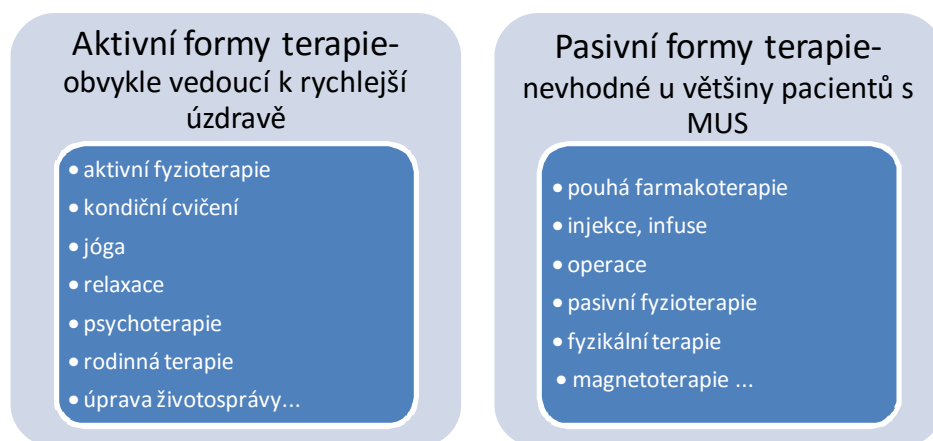 Aktivní formy terapie-
obvykle vedoucí k rychlejší
úzdravě
• aktivní fyzioterapie
• kondiční cvičení
• jóga
• relaxace
• psychoterapie
• rodinná terapie
• úprava životosprávy...
Pasivní formy terapie-
nevhodné u většiny pacientů s
MUS
• pouhá farmakoterapie
• injekce, infuse
• operace
• pasivní fyzioterapie
• fyzikální terapie
• magnetoterapie ...